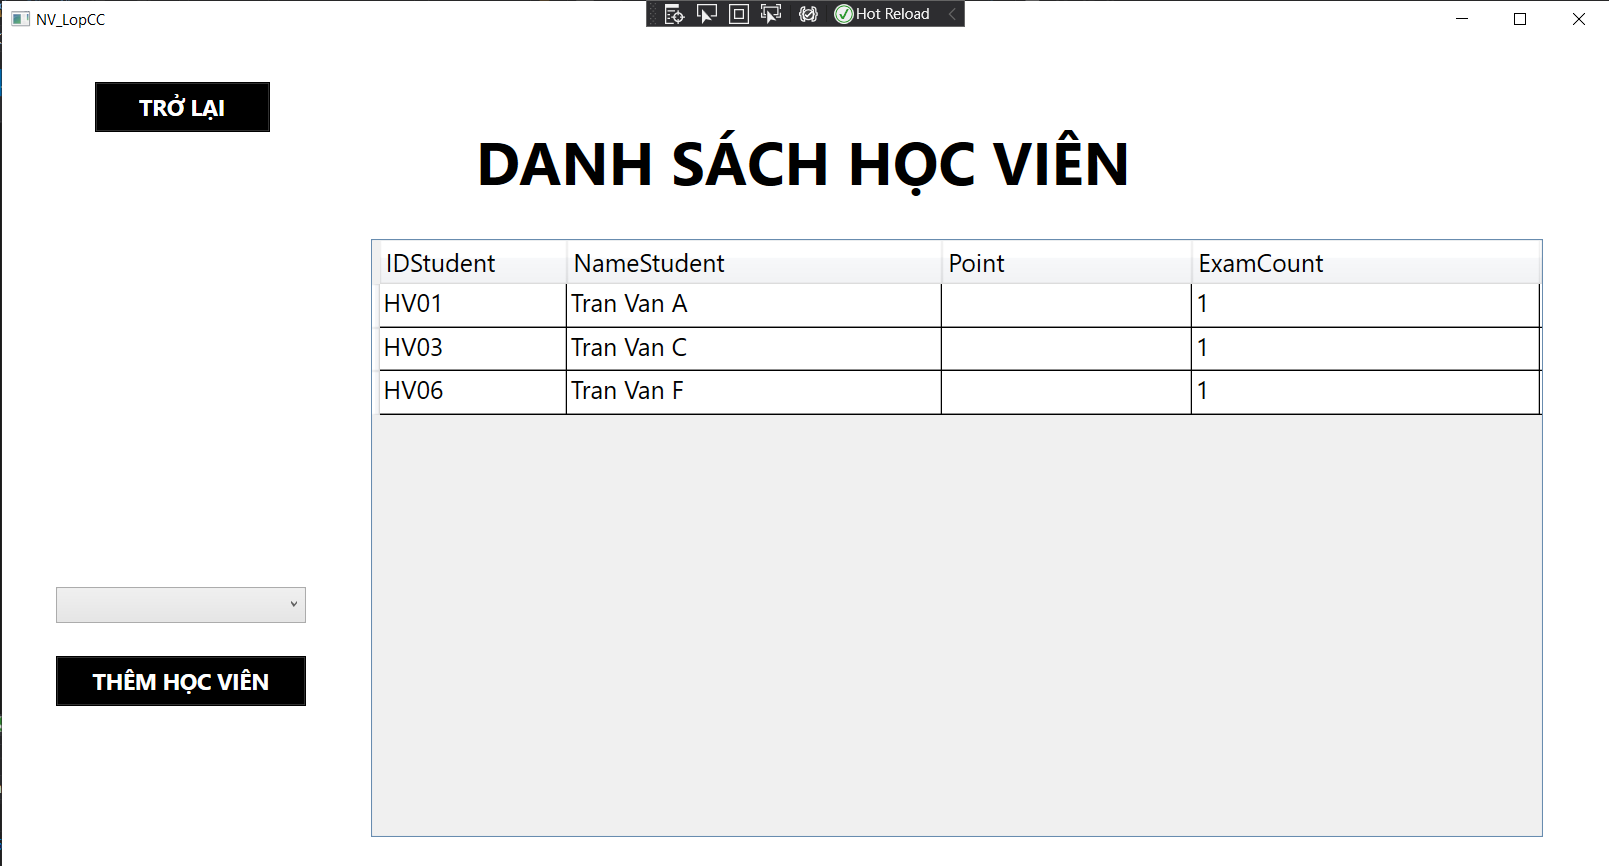 NV_LopCC
Hot Reload
TRỞ LẠI
DANH SÁCH HỌC VIÊN
IDStudent NameStudent Point ExamCount
HV01 Tran Van A 1
HV03 Tran Van C 1
HV06 Tran Van F 1
THÊM HỌC VIÊN